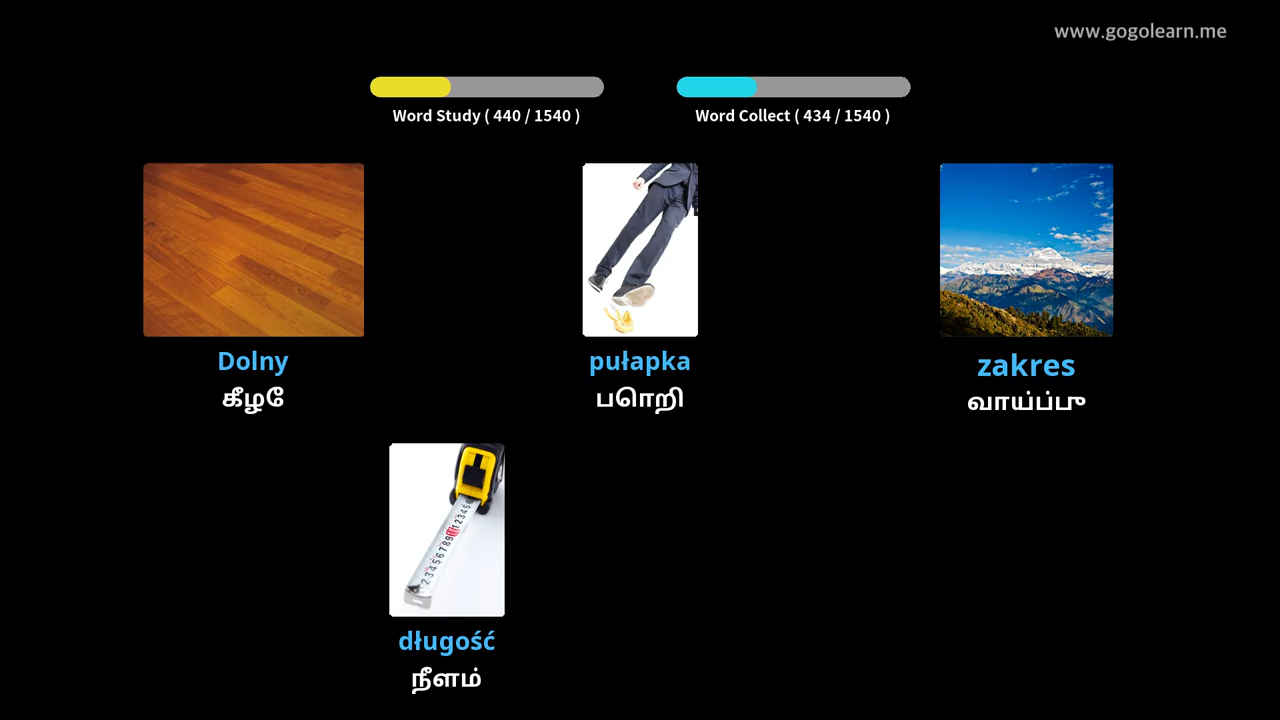 www.gogolearn.me
Word Study ( 440 / 1540 )
Word Collect ( 434 / 1540 )
Dolny
கீழே
pułapka
பொறி
zakres
வாய்ப்பு
długość
நீளம்